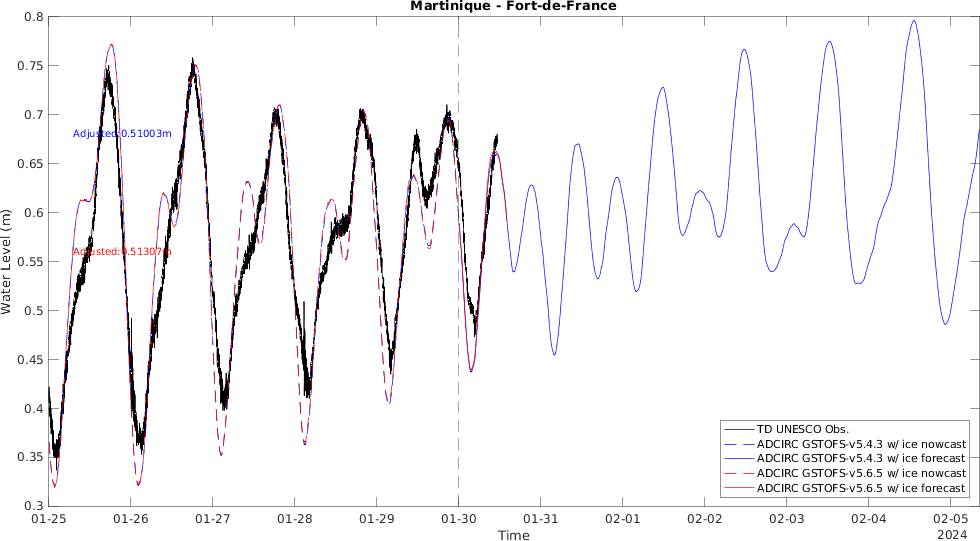 Martinique - Fort-de-France
0.8
0.75
0.7
0.65
0.6
0.55
0.5
0.45
0.4
0.35
0.3
Water Level (m)
Adjusted:0.51003m
Adjusted:0.51307m
TD UNESCO Obs.
ADCIRC GSTOFS-v5.4.3 w/ ice nowcast
ADCIRC GSTOFS-v5.4.3 w/ ice forecast
ADCIRC GSTOFS-v5.6.5 w/ ice nowcast
ADCIRC GSTOFS-v5.6.5 w/ ice forecast
01-25 01-26 01-27 01-28 01-29 01-30 01-31 02-01 02-02 02-03 02-04 02-05
Time
2024